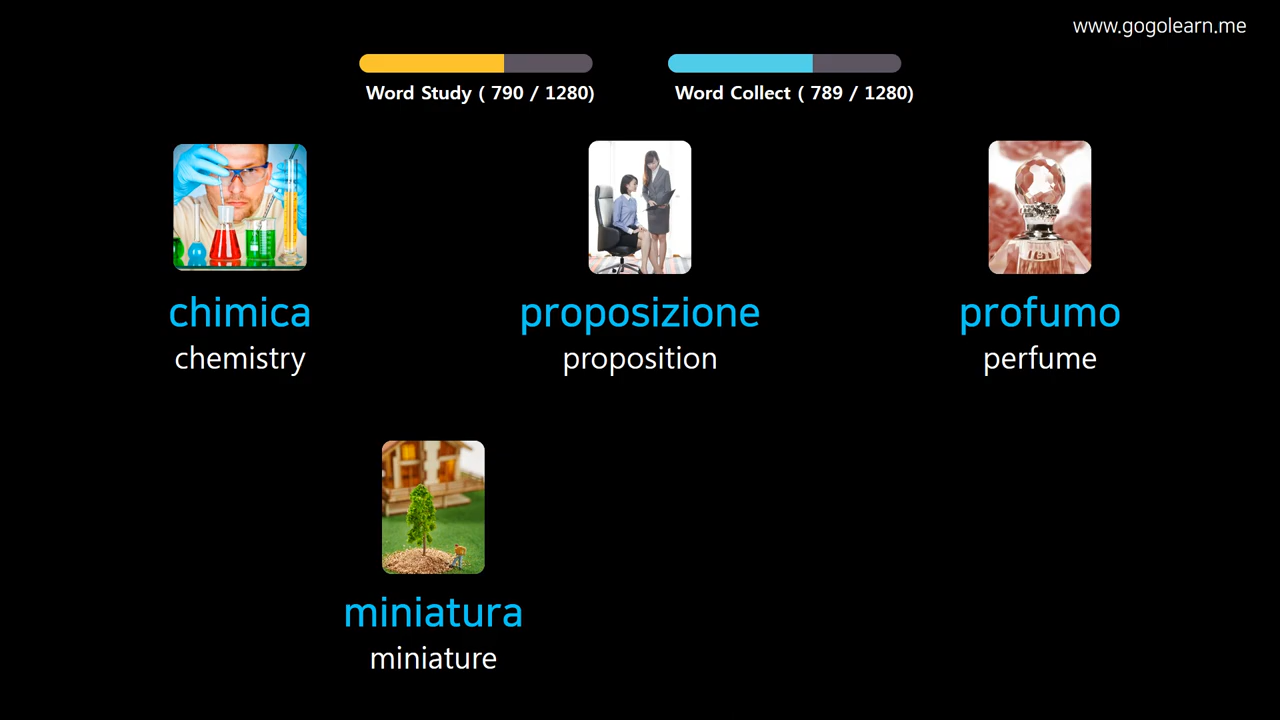 www.gogolearn.me
Word Study ( 790 / 1280)
Word Collect ( 789 / 1280)
chimica
chemistry
proposizione
proposition
profumo
perfume
miniatura
miniature